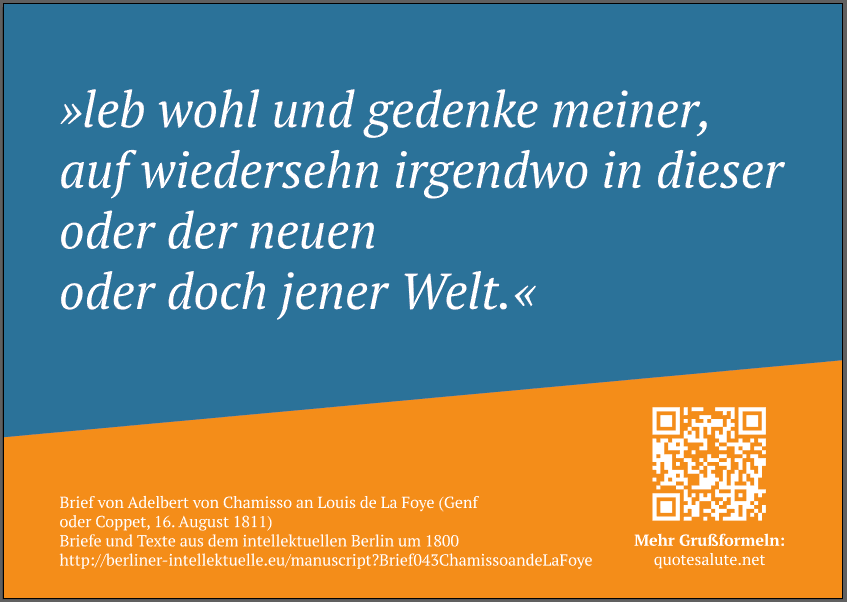 »leb wohl und gedenke meiner,
auf wiedersehn irgendwo in dieser
oder der neuen
oder doch jener Welt.«
Brief von Adelbert von Chamisso an Louis de La Foye (Genf
oder Coppet, 16. August 1811)
Briefe und Texte aus dem intellektuellen Berlin um 1800
http://berliner-intellektuelle.eu/manuscript?Brief043ChamissoandeLaFoye
Mehr Grußformeln:
quotesalute.net